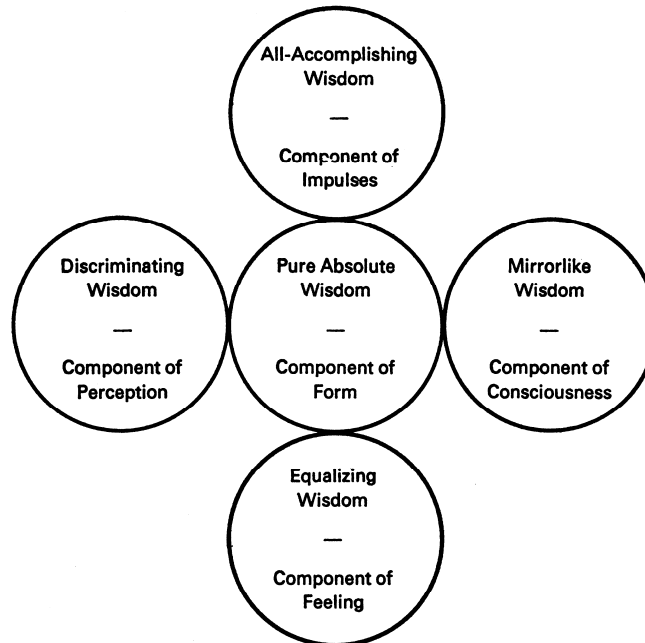 All-Accomplishing
Wisdom
—
Component of
Impulses
Discriminating
Wisdom
—
Component of
Perception
Pure Absolute
Wisdom
—
Component of
Form
Mirrorlike
Wisdom
—
Component of
Consciousness
Equalizing
Wisdom
—
Component of
Feeling